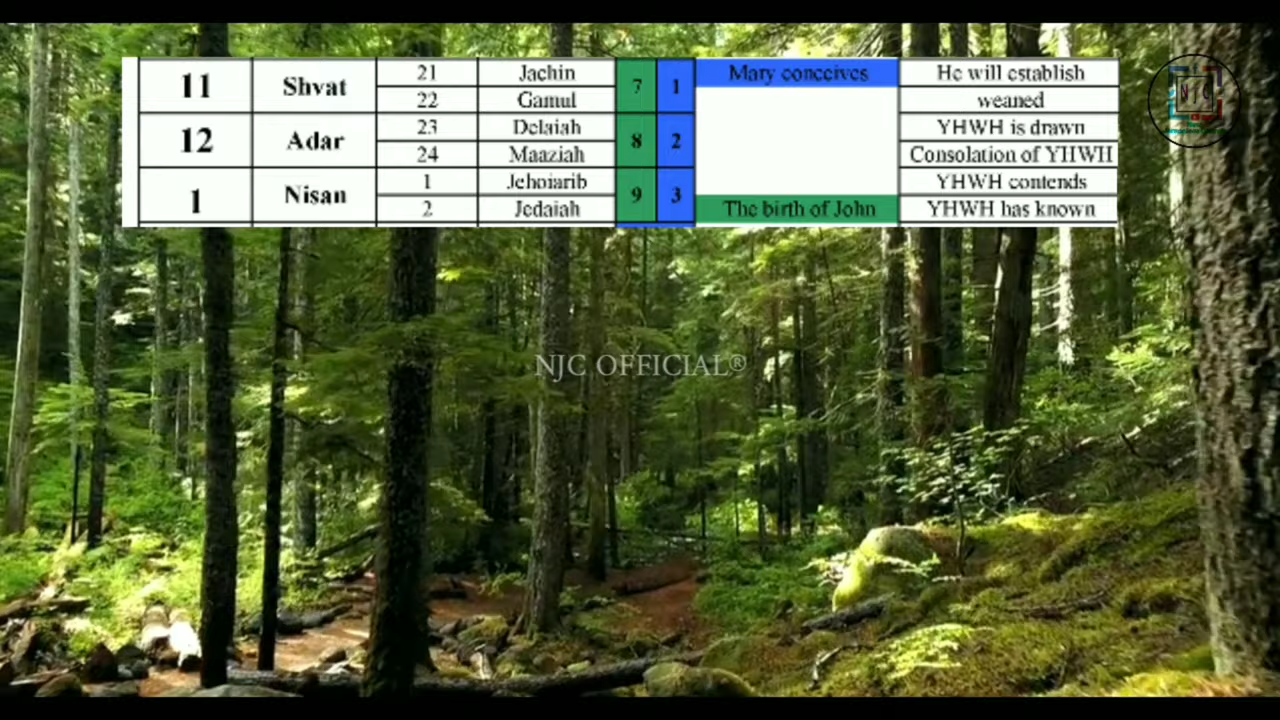 11 Shvat 21 Jachin 7 1 Mary conceives He will establish
22 Gamul weaned
12 Adar 23 Delaiah 8 2 YHWH is drawn
24 Maaziah Consolation of YHWH
1 Nisan 1 Jehoiarib 9 3 YHWH contends
2 Jedaiah The birth of John YHWH has known
NJC
NJC OFFICIAL®